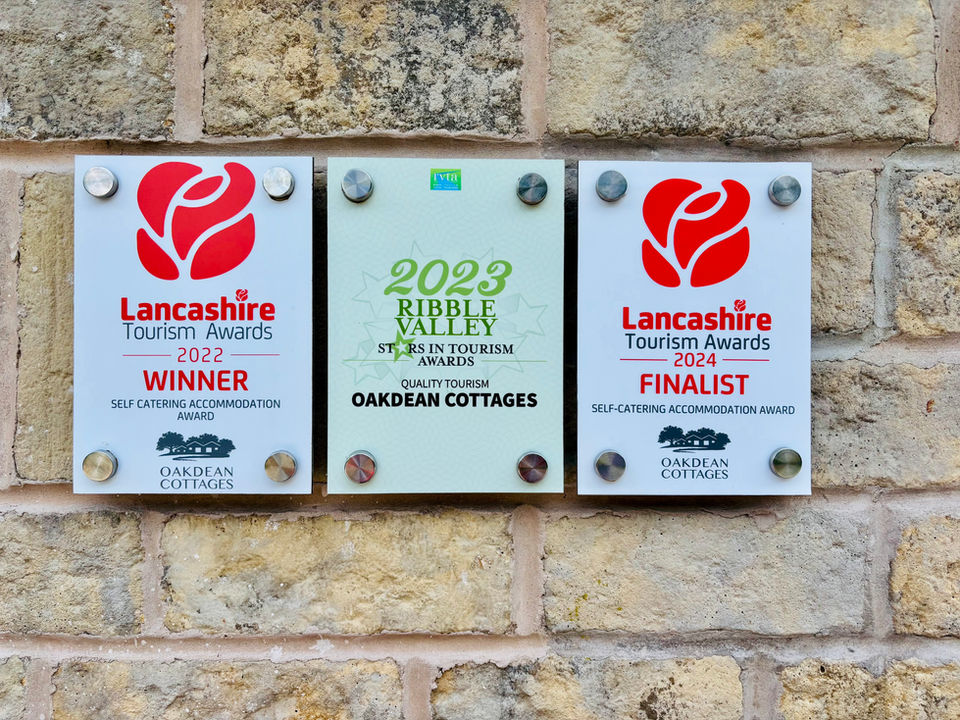 Lancashire
Tourism Awards
2022
WINNER
SELF CATERING ACCOMMODATION
AWARD
OAKDEAN
COTTAGES
rvta
2023
RIBBLE
VALLEY
STARS IN TOURISM
AWARDS
QUALITY TOURISM
OAKDEAN COTTAGES
Lancashire
Tourism Awards
2024
FINALIST
SELF-CATERING ACCOMMODATION AWARD
OAKDEAN
COTTAGES